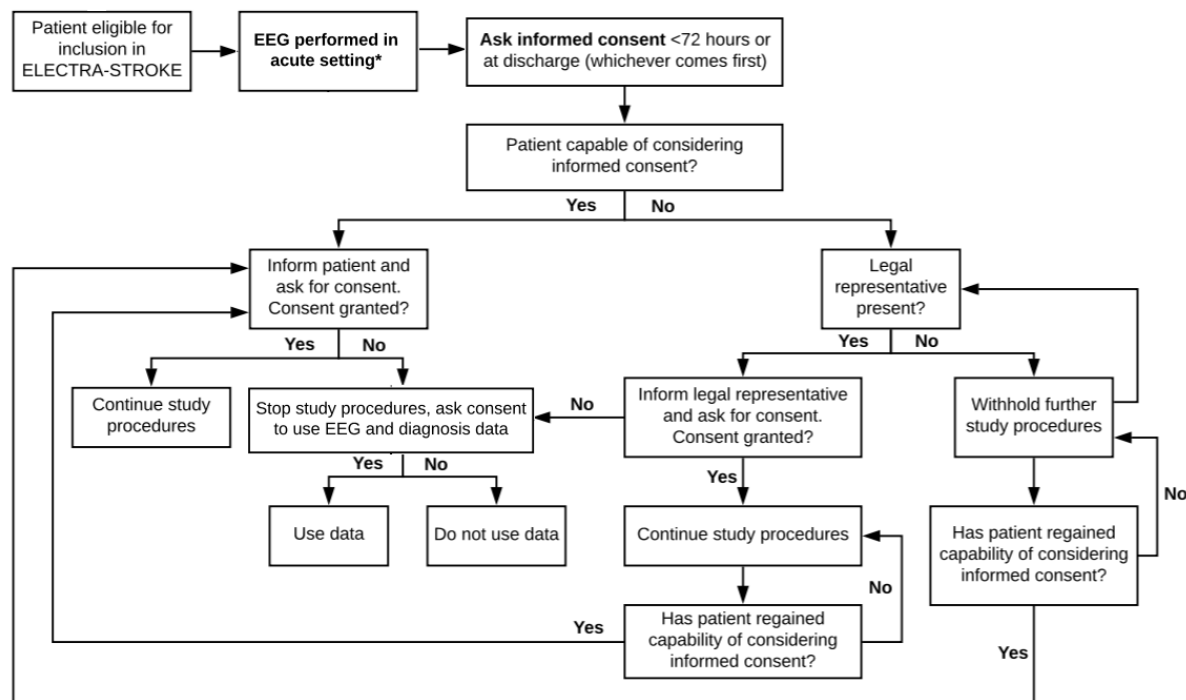 Patient eligible for
inclusion in
ELECTRA-STROKE
EEG performed in
acute setting*
Ask informed consent <72 hours or
at discharge (whichever comes first)
Patient capable of considering
informed consent?
Yes
No
Inform patient and
ask for consent.
Consent granted?
Legal
representative
present?
Yes
No
Yes
No
Continue study
procedures
Stop study procedures, ask consent
to use EEG and diagnosis data
No
Inform legal representative
and ask for consent.
Consent granted?
Withhold further
study procedures
Yes
No
Yes
No
Use data
Do not use data
Continue study procedures
Has patient regained
capability of considering
informed consent?
No
Yes
Has patient regained
capability of considering
informed consent?
Yes